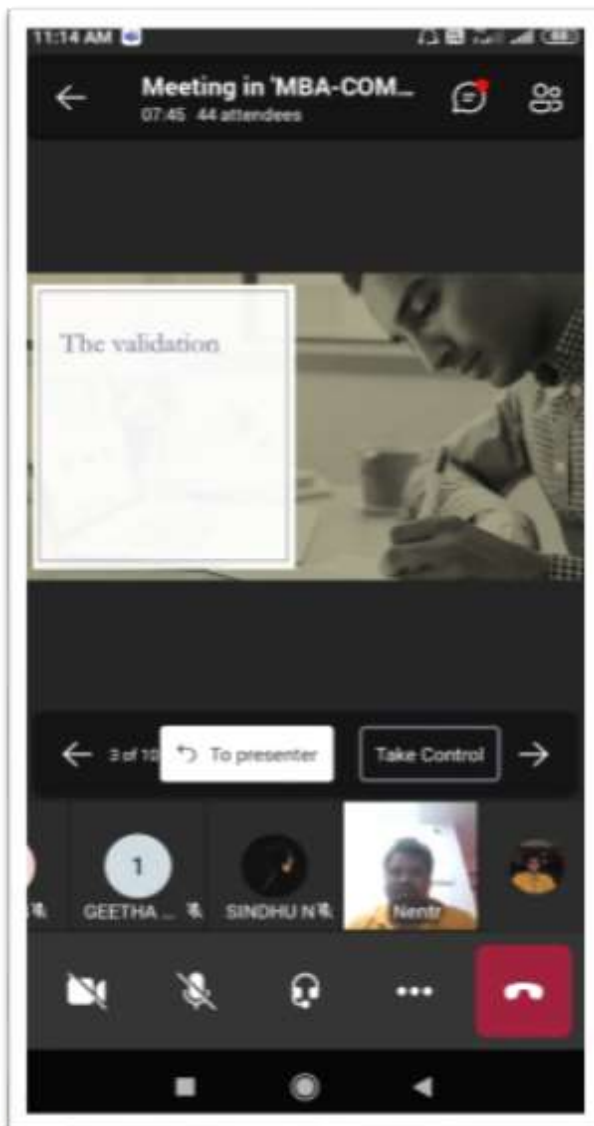 11:14 AM
Meeting in 'MBA-COM...
07:45 44 attendees
The validation
3 of 10
To presenter
Take Control
1
GEETHA ...
SINDHU N
Nentr